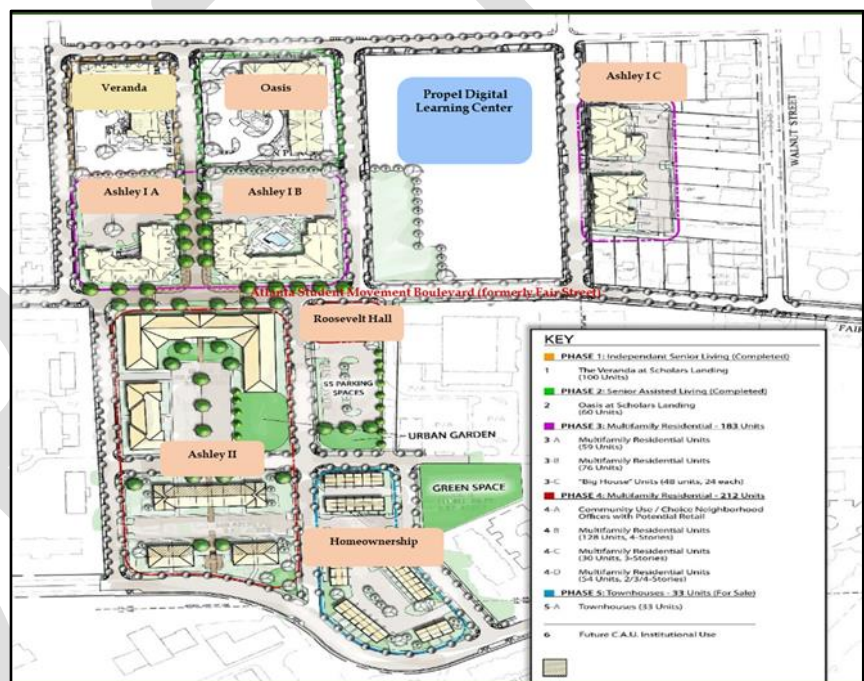 Veranda
Oasis
Propel Digital
Learning Center
Ashley I C
WALNUT STREET
Ashley I A
Ashley I B
Atlanta Student Movement Boulevard (formerly Fair Street)
Roosevelt Hall
FAIR
55 PARKING
SPACES
URBAN GARDEN
Ashley II
GREEN SPACE
Homeownership
KEY
PHASE 1: Independant Senior Living (Completed)
1 The Veranda at Scholars Landing
(100 Units)
PHASE 2: Senior Assisted Living (Completed)
2 Oasis at Scholars Landing
(60 Units)
PHASE 3: Multifamily Residential - 183 Units
3-A Multifamily Residential Units
(59 Units)
3-B Multifamily Residential Units
(76 Units)
3-C "Big House" Units (48 units, 24 each)
PHASE 4: Multifamily Residential - 212 Units
4-A Community Use / Choice Neighborhood
Offices with Potential Retail
4-B Multifamily Residential Units
(128 Units, 4-Stories)
4-C Multifamily Residential Units
(30 Units, 3-Stories)
4-D Multifamily Residential Units
(54 Units, 2/3/4-Stories)
PHASE 5: Townhouses - 33 Units (For Sale)
5-A Townhouses (33 Units)
6 Future C.A.U. Institutional Use